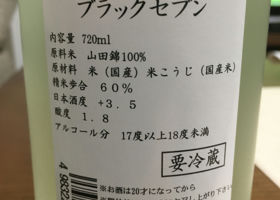 ブラックセブン
内容量 720ml
原料米 山田錦100%
原材料 米(国産)米こうじ(国産米)
精米歩合 60%
日本酒度 +3.5
酸度 1.8
アルコール分 17度以上18度未満
要冷蔵
※お酒は20才になってから